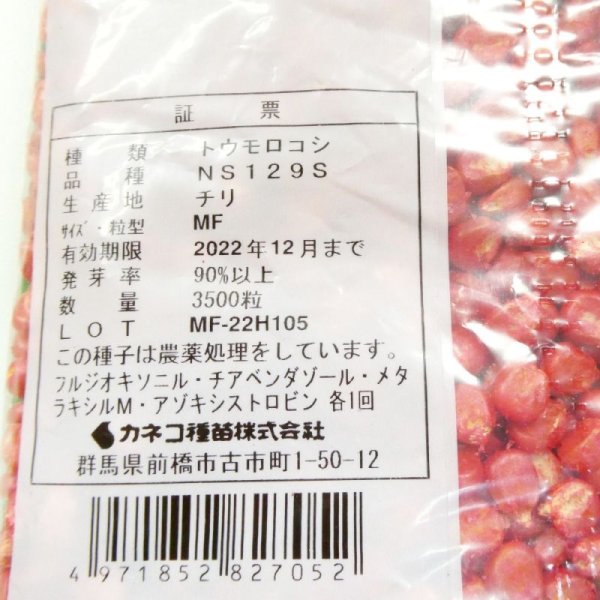 証 票
種 類 トウモロコシ
品 種 NS129S
生 産 地 チリ
ｻｲｽﾞ・粒型 MF
有効期限 2022年12月まで
発 芽 率 90%以上
数 量 3500粒
LOT MF-22H105
この種子は農薬処理をしています。
フルジオキソニル・チアベンダゾール・メタ
ラキシルM・アゾキシストロビン 各1回
カネコ種苗株式会社
群馬県前橋市古市町1-50-12
4 971852 827052